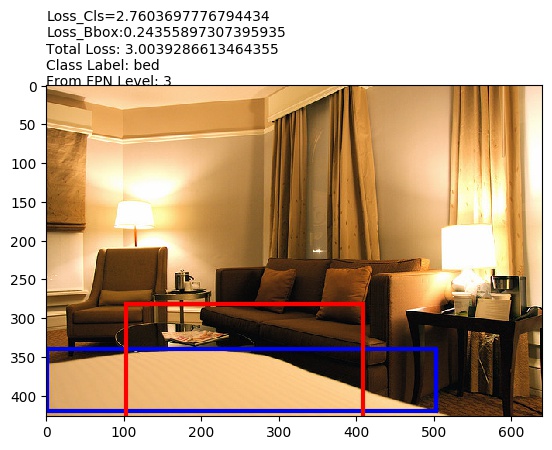 Loss_Cls=2.7603697776794434
Loss_Bbox:0.24355897307395935
Total Loss: 3.0039286613464355
Class Label: bed
From FPN Level: 3
0
50
100
150
200
250
300
350
400
0 100 200 300 400 500 600